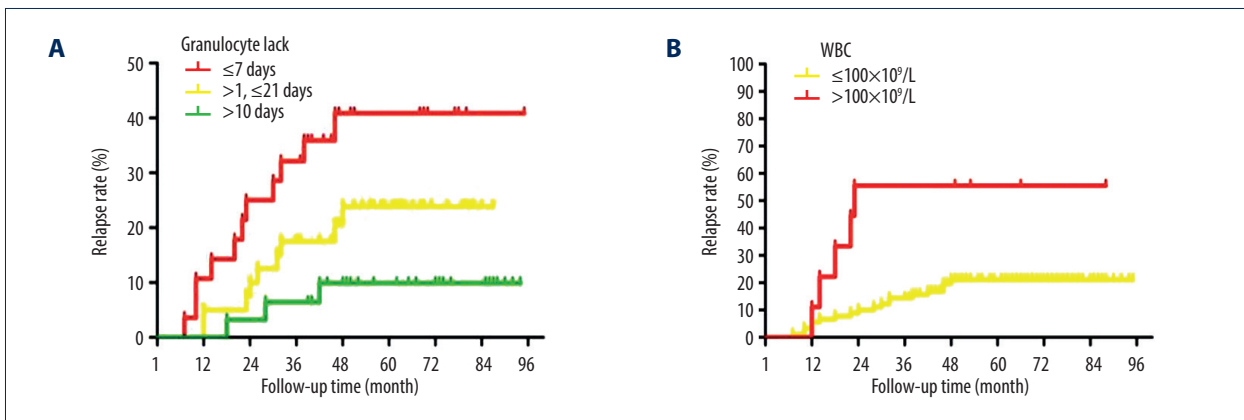 A
Granulocyte lack
≤7 days
>1, ≤21 days
>10 days
50
40
30
20
10
0
Relapse rate (%)
1 12 24 36 48 60 72 84 96
Follow-up time (month)
B
WBC
≤100×10⁹/L
>100×10⁹/L
100
90
80
70
60
50
40
30
20
10
0
Relapse rate (%)
1 12 24 36 48 60 72 84 96
Follow-up time (month)